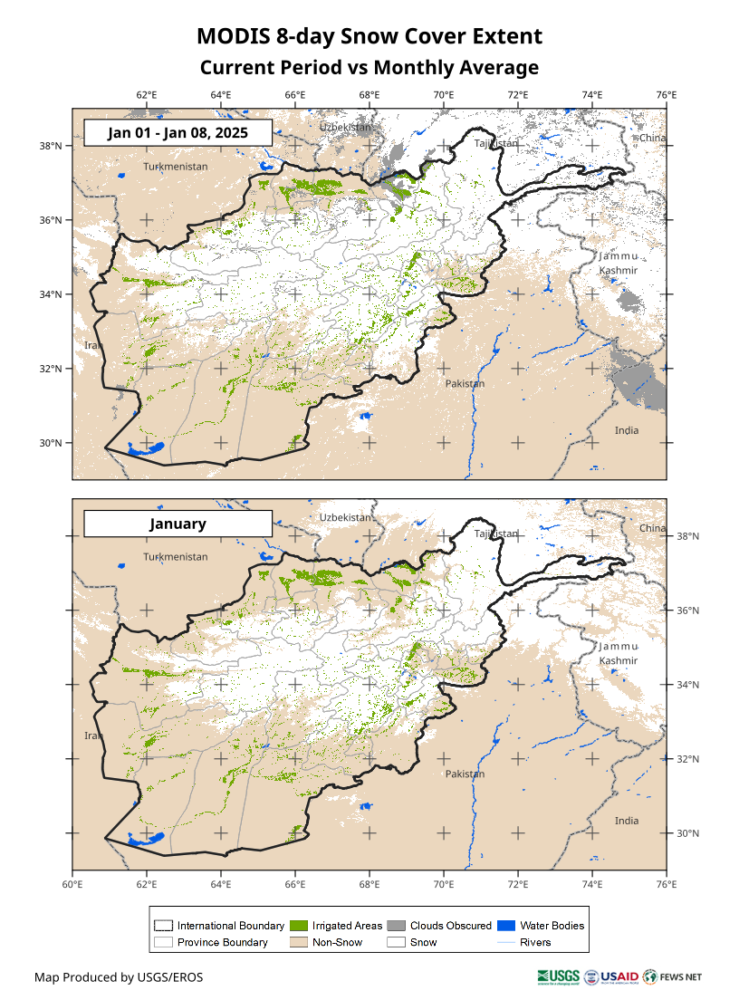 MODIS 8-day Snow Cover Extent
Current Period vs Monthly Average
62°E 64°E 66°E 68°E 70°E 72°E 74°E 76°E
Jan 01 - Jan 08, 2025
Uzbekistan
Tajikistan
China
38°N
Turkmenistan
36°N
Jammu
Kashmir
34°N
Iran
32°N
Pakistan
India
30°N
January
Uzbekistan
Tajikistan
China
38°N
Turkmenistan
36°N
Jammu
Kashmir
34°N
Iran
32°N
Pakistan
India
30°N
60°E 62°E 64°E 66°E 68°E 70°E 72°E 74°E 76°E
International Boundary Irrigated Areas Clouds Obscured Water Bodies
Province Boundary Non-Snow Snow Rivers
Map Produced by USGS/EROS
USGS USAID FEWS NET